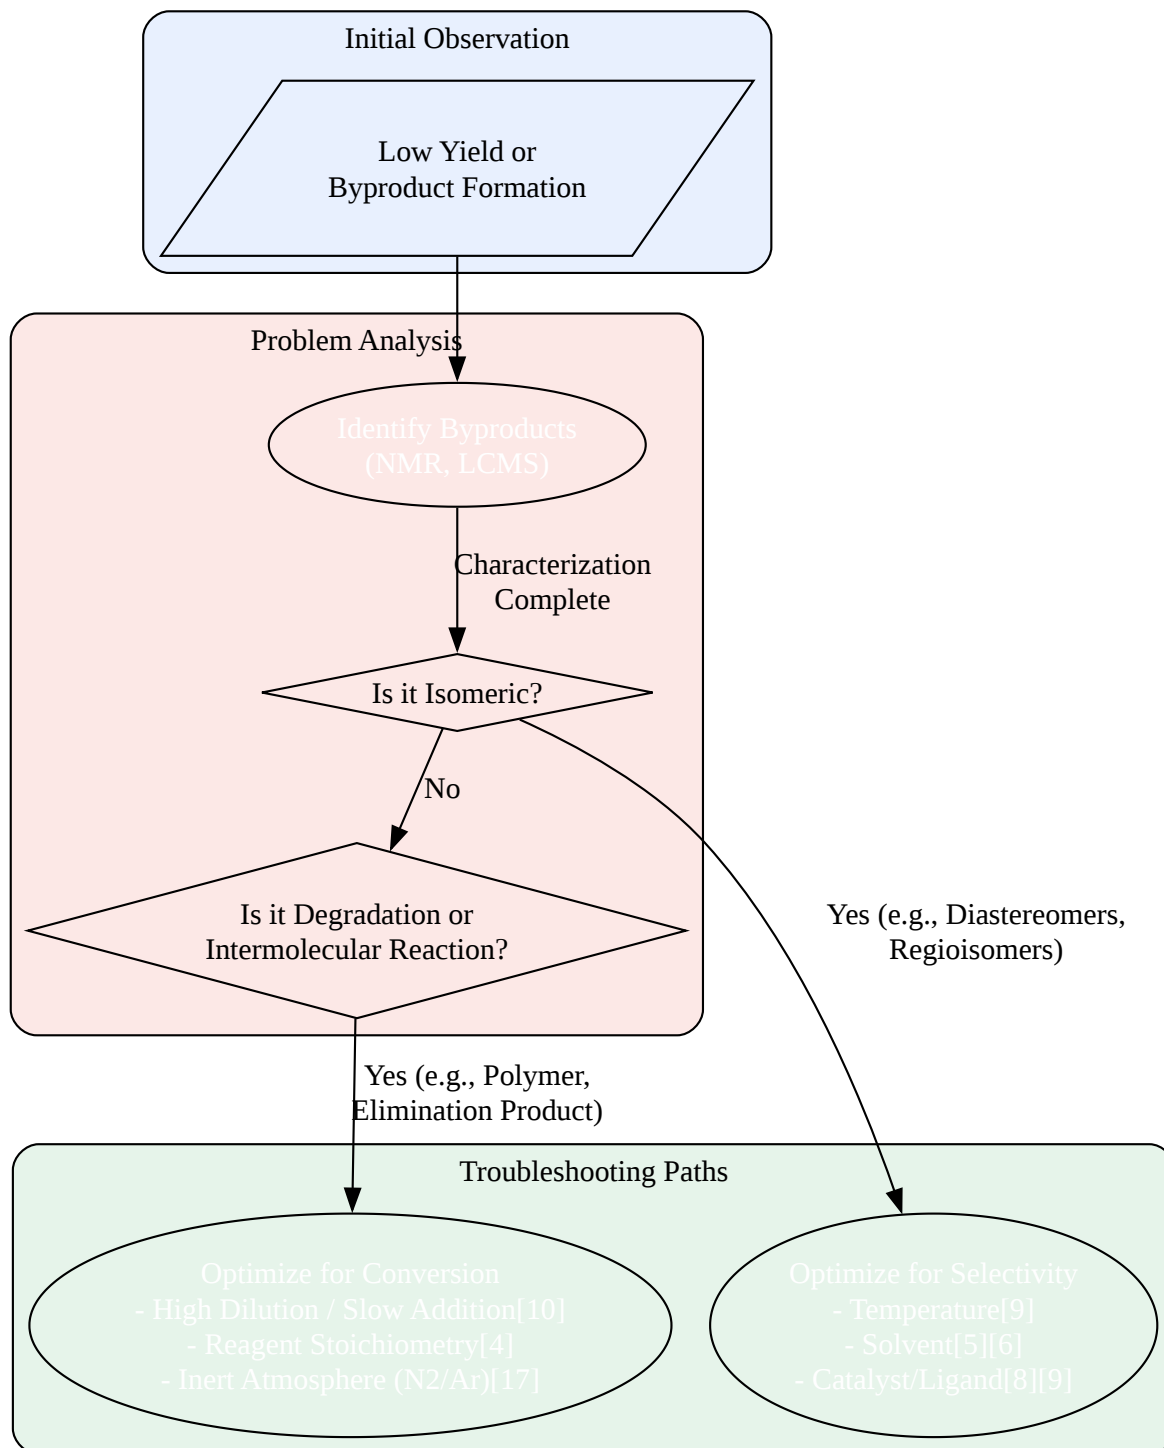 Initial Observation
Low Yield or
Byproduct Formation
Problem Analysis
Identify Byproducts
(NMR, LCMS)
Characterization
Complete
Is it Isomeric?
No
Is it Degradation or
Intermolecular Reaction?
Yes (e.g., Diastereomers,
Regioisomers)
Yes (e.g., Polymer,
Elimination Product)
Troubleshooting Paths
Optimize for Conversion
- High Dilution / Slow Addition[10]
- Reagent Stoichiometry[4]
- Inert Atmosphere (N2/Ar)[17]
Optimize for Selectivity
- Temperature[9]
- Solvent[5][6]
- Catalyst/Ligand[8][9]